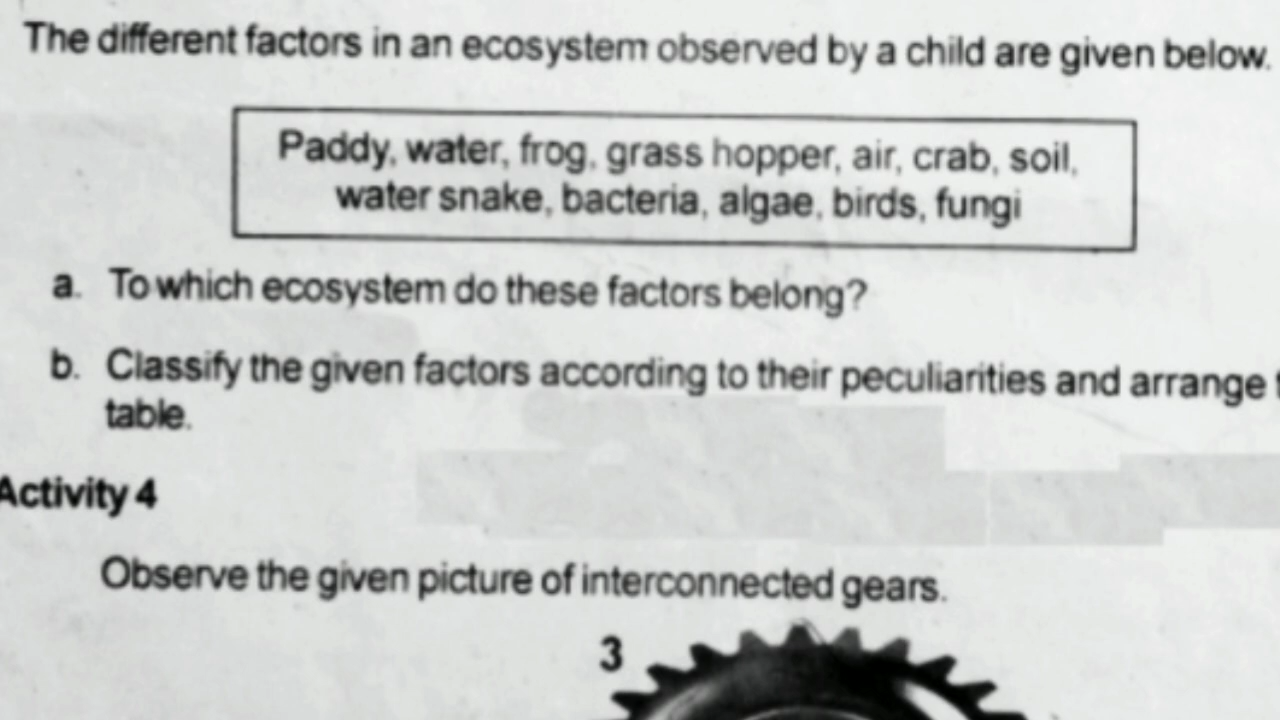 The different factors in an ecosystem observed by a child are given below.
Paddy, water, frog, grass hopper, air, crab, soil,
water snake, bacteria, algae, birds, fungi
a. To which ecosystem do these factors belong?
b. Classify the given factors according to their peculiarities and arrange
table.
Activity 4
Observe the given picture of interconnected gears.
3